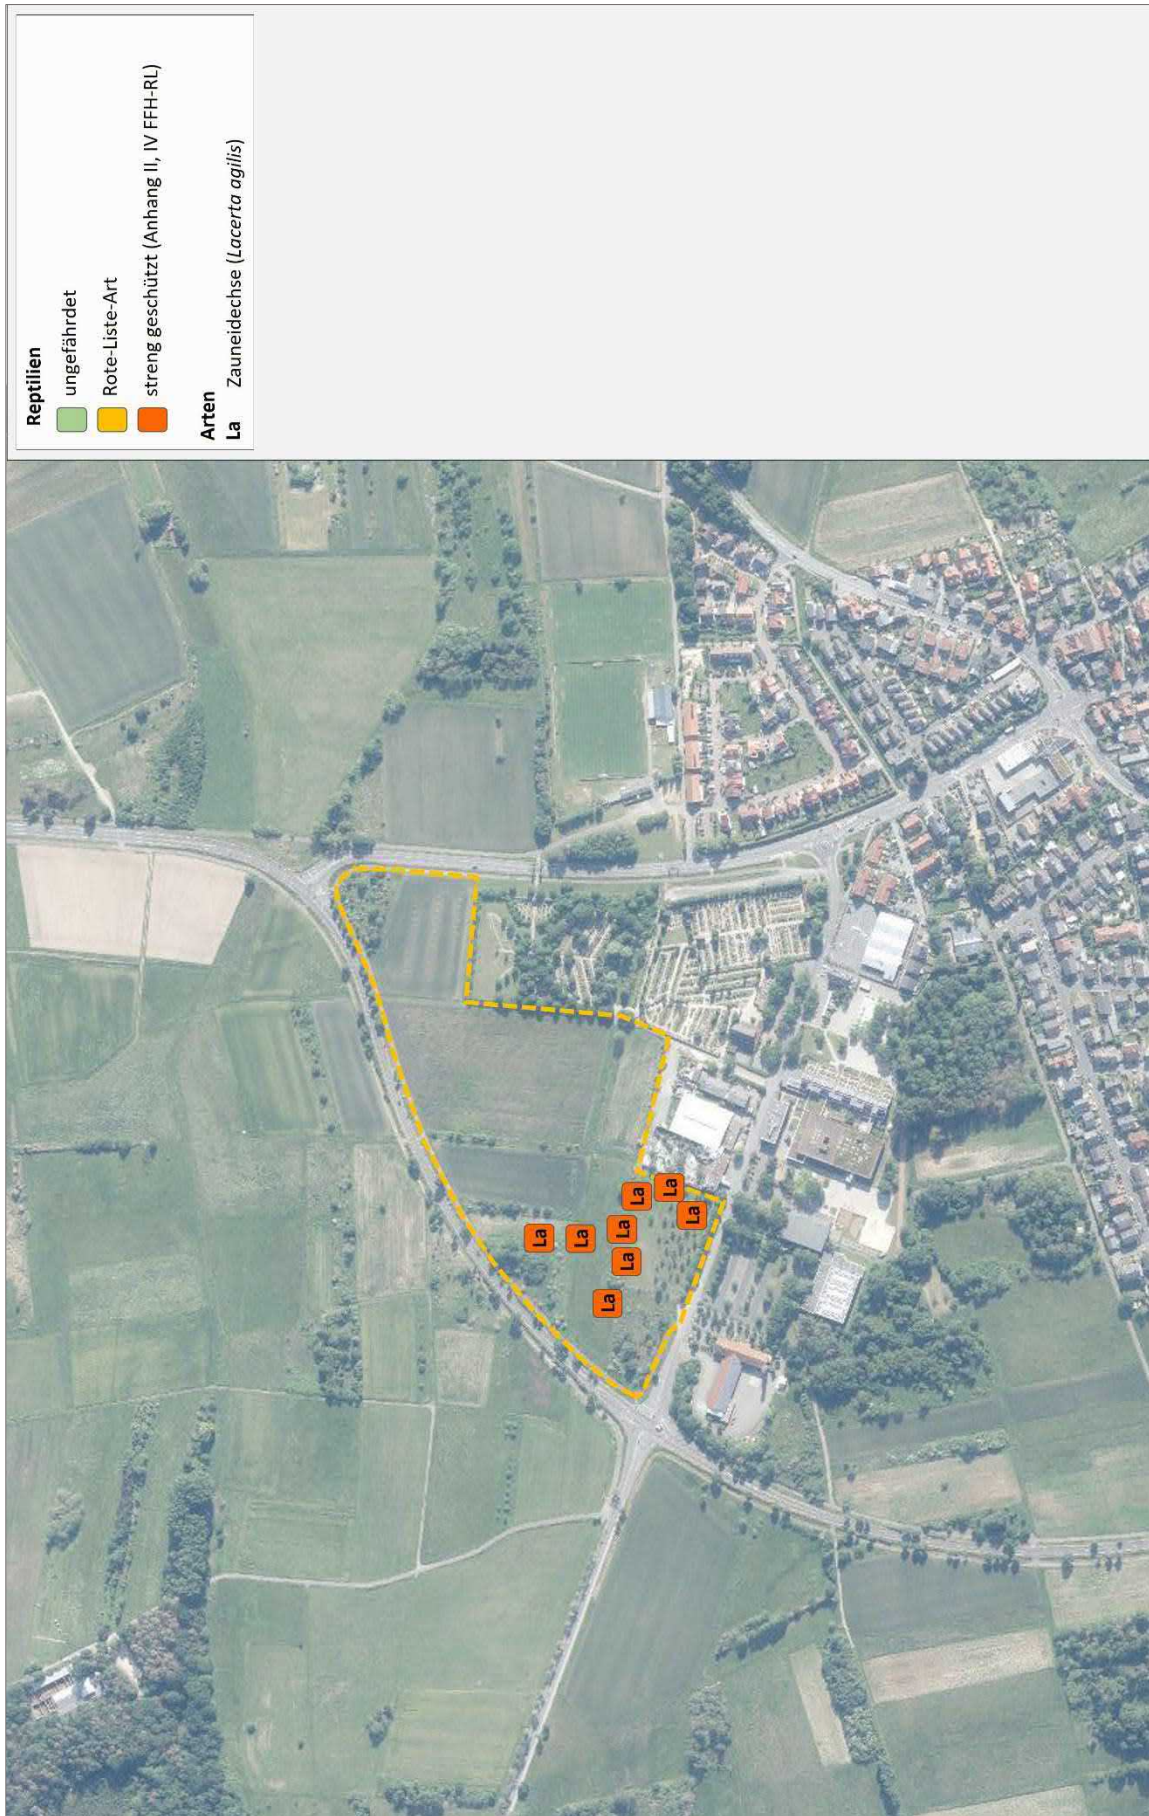 Reptilien
ungefährdet
Rote-Liste-Art
streng geschützt (Anhang II, IV FFH-RL)
Arten
La Zauneidechse (Lacerta agilis)
La
La
La
La
La
La
La
La